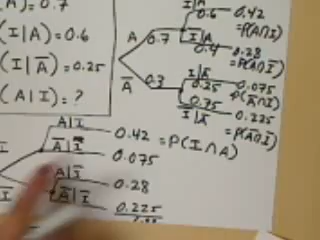 A) = 0.7
(I|A) = 0.6
(I|A̅) = 0.25
(A|I) = ?
A 0.7
I|A 0.6 0.42 = P(A∩I)
I̅|A 0.4 0.28 = P(A∩I̅)
A̅ 0.3
I|A̅ 0.25 0.075 P(A̅∩I)
0.75 I̅|A̅ 0.225 = P(A̅∩I̅)
I
A|I 0.42 = P(I∩A)
A̅|I 0.075
I̅
A|I̅ 0.28
A̅|I̅ 0.225